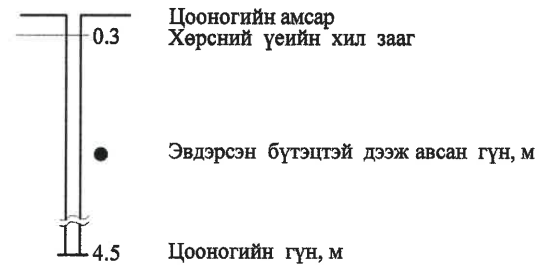 Цооногийн амсар
0.3 Хөрсний үеийн хил зааг
Эвдэрсэн бүтэцтэй дээж авсан гүн, м
4.5 Цооногийн гүн, м